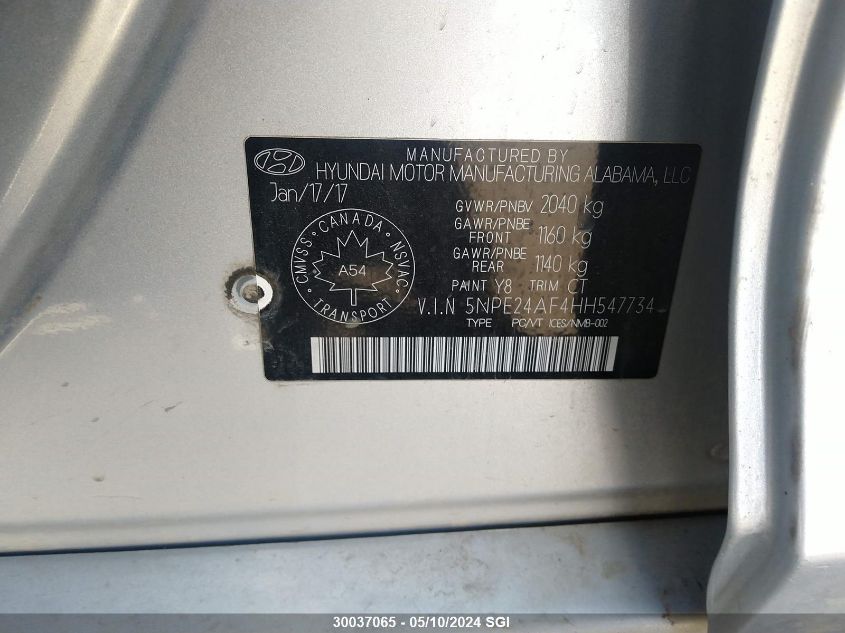 MANUFACTURED BY
HYUNDAI MOTOR MANUFACTURING ALABAMA, LLC
Jan/17/17
GVWR/PNBV 2040 kg
GAWR/PNBE
FRONT 1160 kg
GAWR/PNBE
REAR 1140 kg
PAINT Y8 TRIM CT
V.I.N 5NPE24AF4HH547734
TYPE PC/VT ICES/NMB-002
CANADA
CMVSS NSVAC
A54
TRANSPORT
30037065 — 05/10/2024 SGI